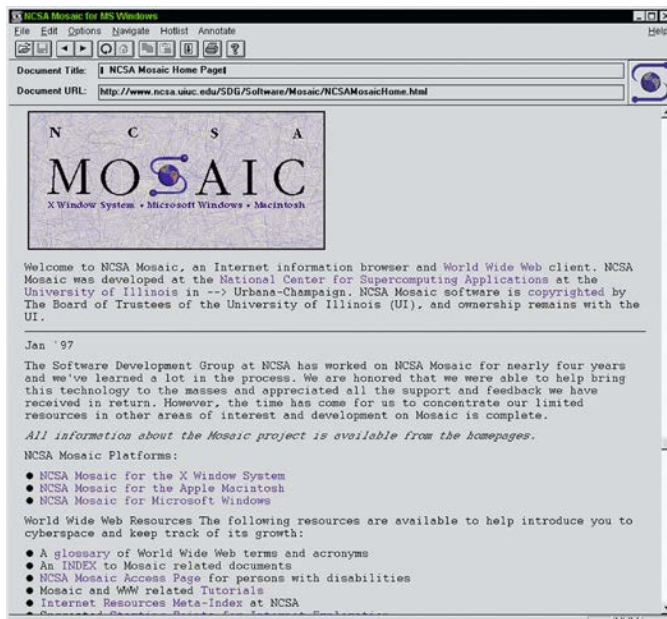 NCSA Mosaic for MS Windows
File Edit Options Navigate Hotlist Annotate Help
Document Title: NCSA Mosaic Home Page
Document URL: http://www.ncsa.uiuc.edu/SDG/Software/Mosaic/NCSAMosaicHome.html
N C S A
MOSAIC
X Window System • Microsoft Windows • Macintosh
Welcome to NCSA Mosaic, an Internet information browser and World Wide Web client. NCSA
Mosaic was developed at the National Center for Supercomputing Applications at the
University of Illinois in --> Urbana-Champaign. NCSA Mosaic software is copyrighted by
The Board of Trustees of the University of Illinois (UI), and ownership remains with the
UI.
Jan '97
The Software Development Group at NCSA has worked on NCSA Mosaic for nearly four years
and we've learned a lot in the process. We are honored that we were able to help bring
this technology to the masses and appreciated all the support and feedback we have
received in return. However, the time has come for us to concentrate our limited
resources in other areas of interest and development on Mosaic is complete.
All information about the Mosaic project is available from the homepages.
NCSA Mosaic Platforms:
● NCSA Mosaic for the X Window System
● NCSA Mosaic for the Apple Macintosh
● NCSA Mosaic for Microsoft Windows
World Wide Web Resources The following resources are available to help introduce you to
cyberspace and keep track of its growth:
● A glossary of World Wide Web terms and acronyms
● An INDEX to Mosaic related documents
● NCSA Mosaic Access Page for persons with disabilities
● Mosaic and WWW related Tutorials
● Internet Resources Meta-Index at NCSA
● Suggested Starting Points for Internet Exploration